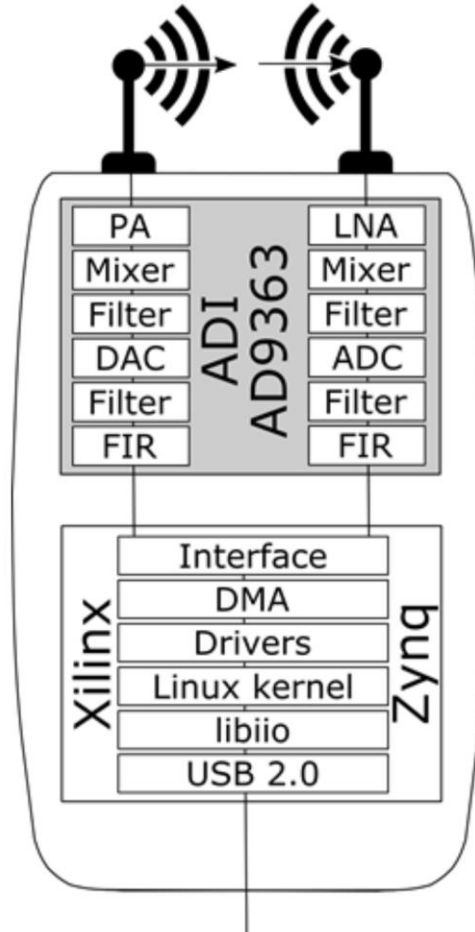 PA
Mixer
Filter
DAC
Filter
FIR
ADI
AD9363
LNA
Mixer
Filter
ADC
Filter
FIR
Xilinx
Interface
DMA
Drivers
Linux kernel
libiio
USB 2.0
Zynq